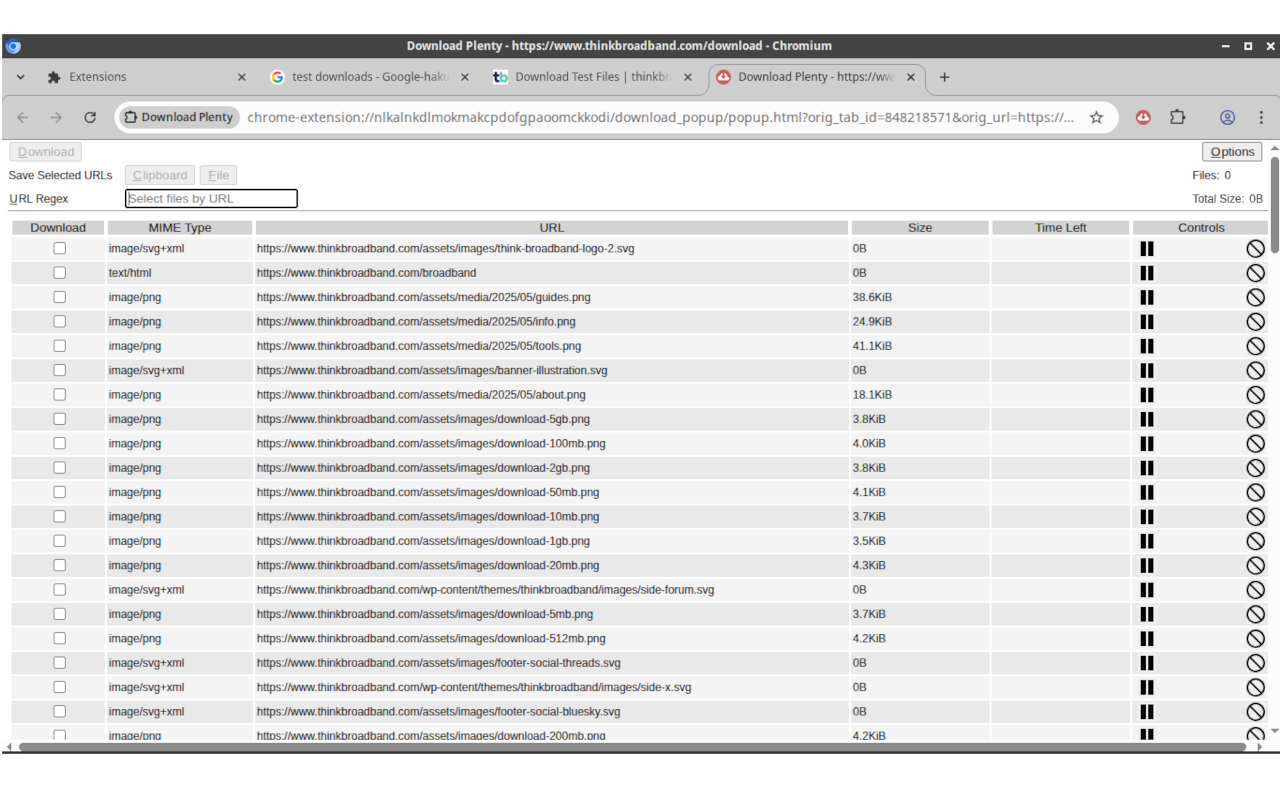 Download Plenty - https://www.thinkbroadband.com/download - Chromium
Extensions
test downloads - Google-haku
Download Test Files | thinkbr
Download Plenty - https://ww
Download Plenty chrome-extension://nlkalnkdlmokmakcpdofgpaoomckkodi/download_popup/popup.html?orig_tab_id=848218571&orig_url=https://...
Download Options
Save Selected URLs Clipboard File Files: 0
URL Regex Select files by URL Total Size: 0B
Download MIME Type URL Size Time Left Controls
image/svg+xml https://www.thinkbroadband.com/assets/images/think-broadband-logo-2.svg 0B
text/html https://www.thinkbroadband.com/broadband 0B
image/png https://www.thinkbroadband.com/assets/media/2025/05/guides.png 38.6KiB
image/png https://www.thinkbroadband.com/assets/media/2025/05/info.png 24.9KiB
image/png https://www.thinkbroadband.com/assets/media/2025/05/tools.png 41.1KiB
image/svg+xml https://www.thinkbroadband.com/assets/images/banner-illustration.svg 0B
image/png https://www.thinkbroadband.com/assets/media/2025/05/about.png 18.1KiB
image/png https://www.thinkbroadband.com/assets/images/download-5gb.png 3.8KiB
image/png https://www.thinkbroadband.com/assets/images/download-100mb.png 4.0KiB
image/png https://www.thinkbroadband.com/assets/images/download-2gb.png 3.8KiB
image/png https://www.thinkbroadband.com/assets/images/download-50mb.png 4.1KiB
image/png https://www.thinkbroadband.com/assets/images/download-10mb.png 3.7KiB
image/png https://www.thinkbroadband.com/assets/images/download-1gb.png 3.5KiB
image/png https://www.thinkbroadband.com/assets/images/download-20mb.png 4.3KiB
image/svg+xml https://www.thinkbroadband.com/wp-content/themes/thinkbroadband/images/side-forum.svg 0B
image/png https://www.thinkbroadband.com/assets/images/download-5mb.png 3.7KiB
image/png https://www.thinkbroadband.com/assets/images/download-512mb.png 4.2KiB
image/svg+xml https://www.thinkbroadband.com/assets/images/footer-social-threads.svg 0B
image/svg+xml https://www.thinkbroadband.com/wp-content/themes/thinkbroadband/images/side-x.svg 0B
image/svg+xml https://www.thinkbroadband.com/assets/images/footer-social-bluesky.svg 0B
image/png https://www.thinkbroadband.com/assets/images/download-200mb.png 4.2KiB